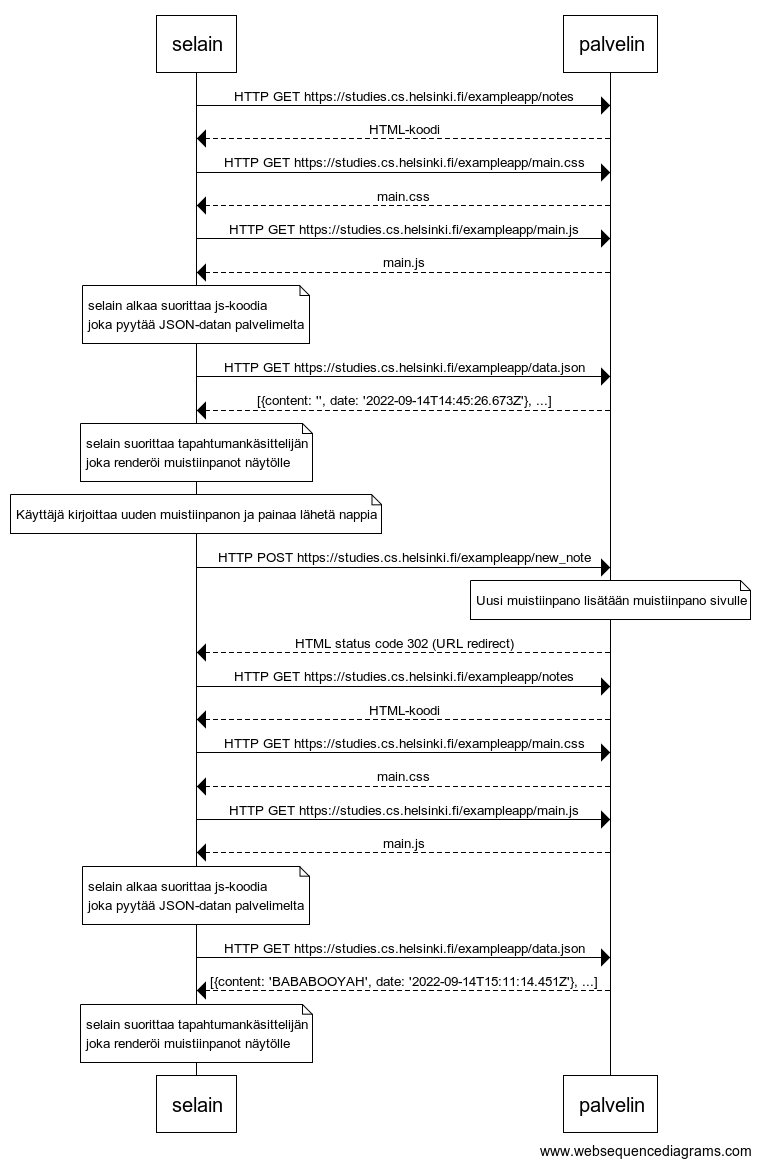 selain palvelin
HTTP GET https://studies.cs.helsinki.fi/exampleapp/notes
HTML-koodi
HTTP GET https://studies.cs.helsinki.fi/exampleapp/main.css
main.css
HTTP GET https://studies.cs.helsinki.fi/exampleapp/main.js
main.js
selain alkaa suorittaa js-koodia
joka pyytää JSON-datan palvelimelta
HTTP GET https://studies.cs.helsinki.fi/exampleapp/data.json
[{content: '', date: '2022-09-14T14:45:26.673Z'}, ...]
selain suorittaa tapahtumankäsittelijän
joka renderöi muistiinpanot näytölle
Käyttäjä kirjoittaa uuden muistiinpanon ja painaa lähetä nappia
HTTP POST https://studies.cs.helsinki.fi/exampleapp/new_note
Uusi muistiinpano lisätään muistiinpano sivulle
HTML status code 302 (URL redirect)
HTTP GET https://studies.cs.helsinki.fi/exampleapp/notes
HTML-koodi
HTTP GET https://studies.cs.helsinki.fi/exampleapp/main.css
main.css
HTTP GET https://studies.cs.helsinki.fi/exampleapp/main.js
main.js
selain alkaa suorittaa js-koodia
joka pyytää JSON-datan palvelimelta
HTTP GET https://studies.cs.helsinki.fi/exampleapp/data.json
[{content: 'BABABOOYAH', date: '2022-09-14T15:11:14.451Z'}, ...]
selain suorittaa tapahtumankäsittelijän
joka renderöi muistiinpanot näytölle
selain palvelin
www.websequencediagrams.com